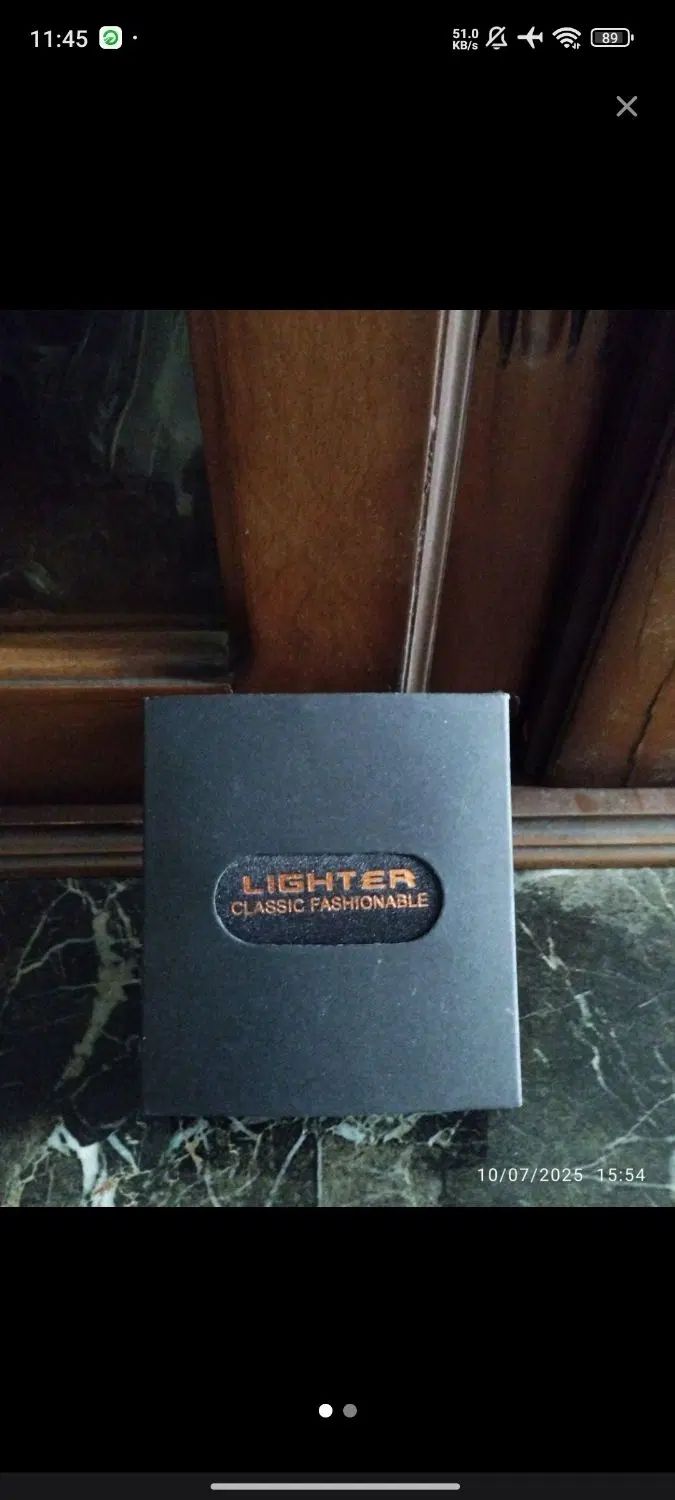 11:45
51.0
KB/s
89
LIGHTER
CLASSIC FASHIONABLE
10/07/2025 15:54